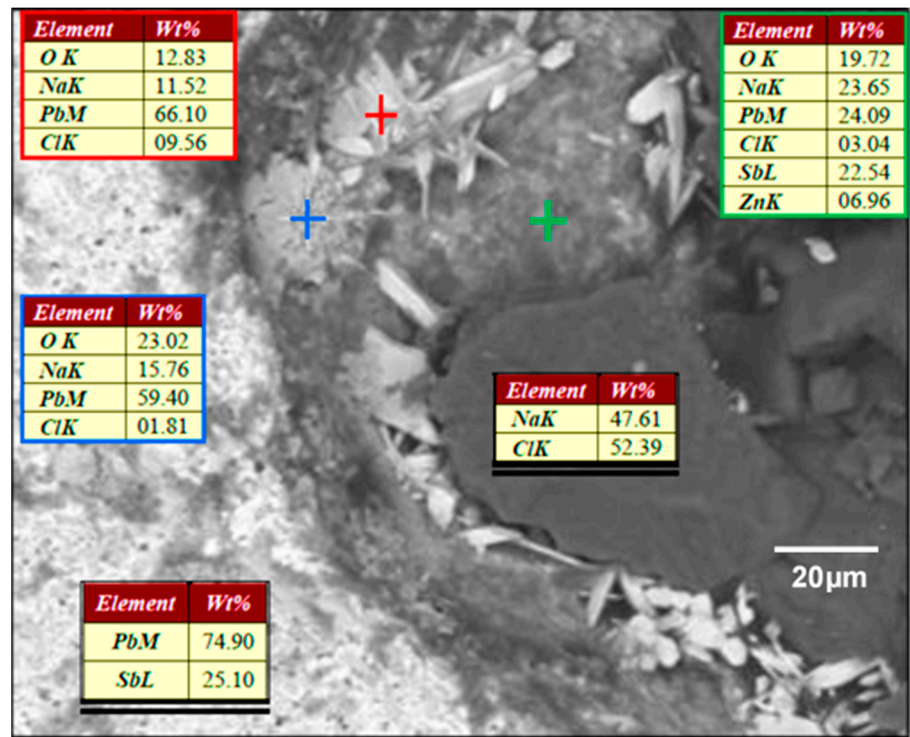 Element Wt%
O K 12.83
NaK 11.52
PbM 66.10
ClK 09.56
Element Wt%
O K 19.72
NaK 23.65
PbM 24.09
ClK 03.04
SbL 22.54
ZnK 06.96
Element Wt%
O K 23.02
NaK 15.76
PbM 59.40
ClK 01.81
Element Wt%
NaK 47.61
ClK 52.39
20µm
Element Wt%
PbM 74.90
SbL 25.10